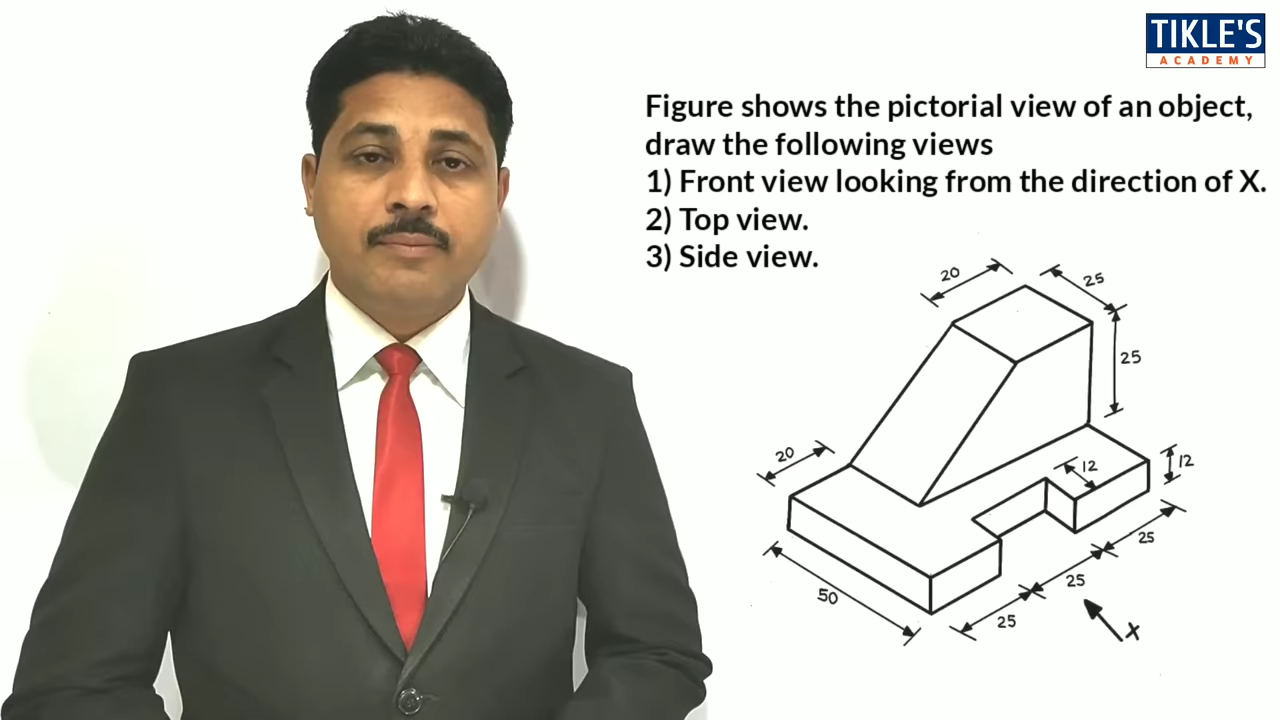 TIKLE'S
ACADEMY
Figure shows the pictorial view of an object,
draw the following views
1) Front view looking from the direction of X.
2) Top view.
3) Side view.
20
25
25
20
12
12
25
50
25
25
X